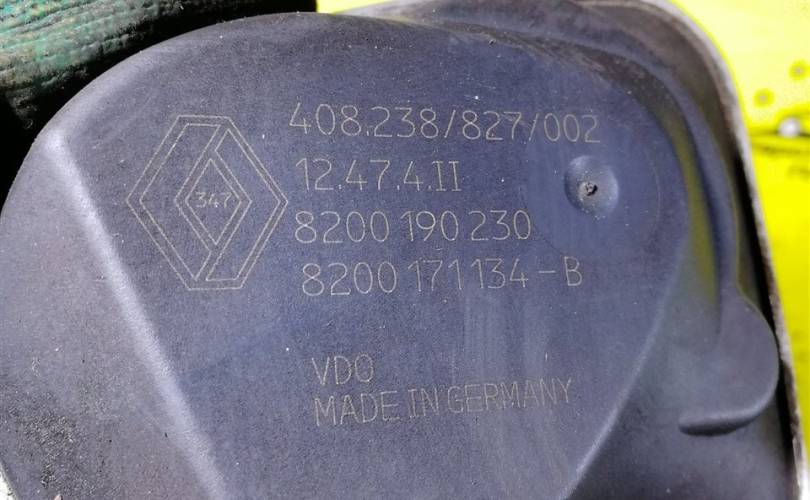 408.238/827/002
347
12.47.4.II
8200 190 230
8200 171 134 - B
VDO
MADE IN GERMANY